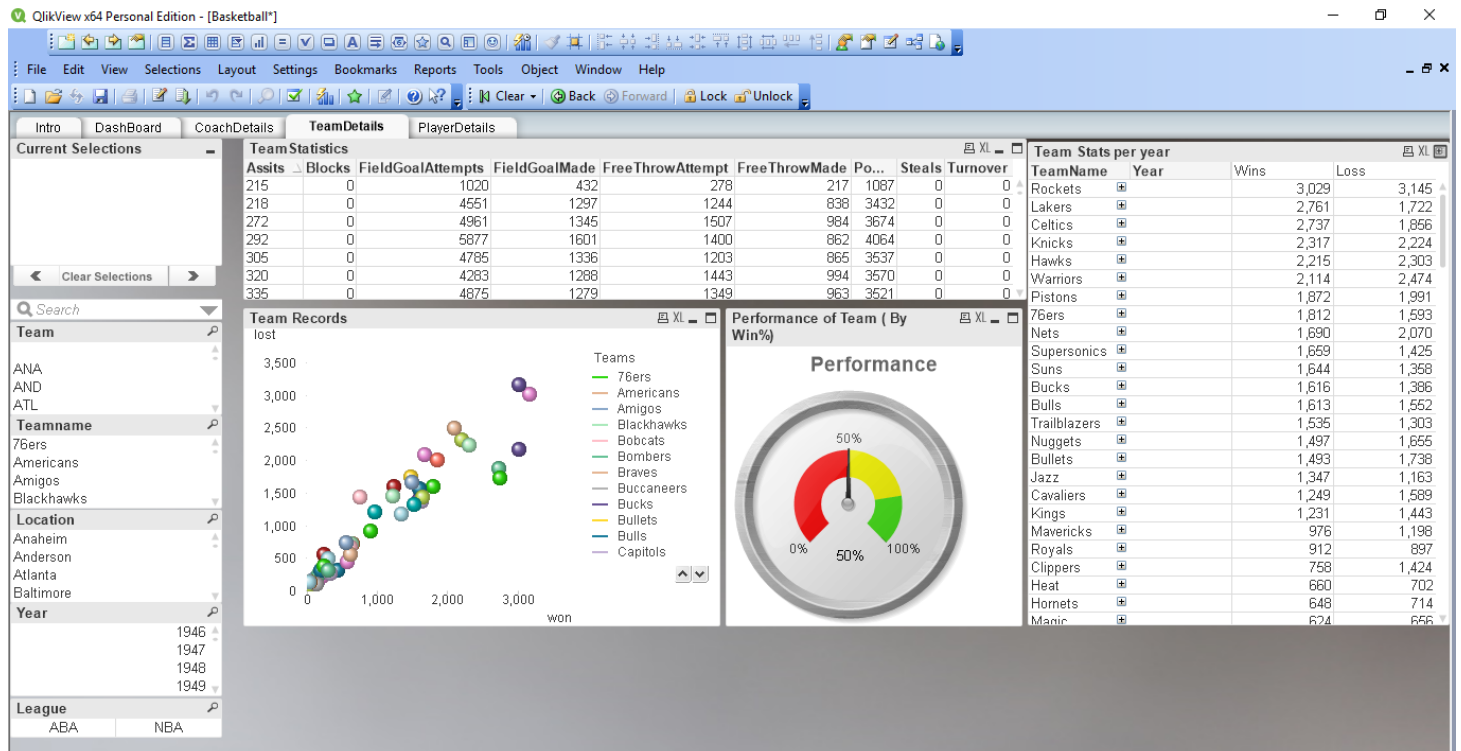 QlikView x64 Personal Edition - [Basketball*]
File Edit View Selections Layout Settings Bookmarks Reports Tools Object Window Help
Clear Back Forward Lock Unlock
Intro DashBoard CoachDetails TeamDetails PlayerDetails
Current Selections
Clear Selections
Search
Team
ANA
AND
ATL
Teamname
76ers
Americans
Amigos
Blackhawks
Location
Anaheim
Anderson
Atlanta
Baltimore
Year
1946
1947
1948
1949
League
ABA NBA
Team Statistics XL
Assits Blocks FieldGoalAttempts FieldGoalMade FreeThrowAttempt FreeThrowMade Po... Steals Turnover
215 0 1020 432 278 217 1087 0 0
218 0 4551 1297 1244 838 3432 0 0
272 0 4961 1345 1507 984 3674 0 0
292 0 5877 1601 1400 862 4064 0 0
305 0 4785 1336 1203 865 3537 0 0
320 0 4283 1288 1443 994 3570 0 0
335 0 4875 1279 1349 963 3521 0 0
Team Records XL
lost
3,500
3,000
2,500
2,000
1,500
1,000
500
0
0 1,000 2,000 3,000
won
Teams
76ers
Americans
Amigos
Blackhawks
Bobcats
Bombers
Braves
Buccaneers
Bucks
Bullets
Bulls
Capitols
Performance of Team ( By XL
Win%)
Performance
50%
0% 50% 100%
Team Stats per year XL
TeamName Year Wins Loss
Rockets 3,029 3,145
Lakers 2,761 1,722
Celtics 2,737 1,856
Knicks 2,317 2,224
Hawks 2,215 2,303
Warriors 2,114 2,474
Pistons 1,872 1,991
76ers 1,812 1,593
Nets 1,690 2,070
Supersonics 1,659 1,425
Suns 1,644 1,358
Bucks 1,616 1,386
Bulls 1,613 1,552
Trailblazers 1,535 1,303
Nuggets 1,497 1,655
Bullets 1,493 1,738
Jazz 1,347 1,163
Cavaliers 1,249 1,589
Kings 1,231 1,443
Mavericks 976 1,198
Royals 912 897
Clippers 758 1,424
Heat 660 702
Hornets 648 714
Magic 624 656